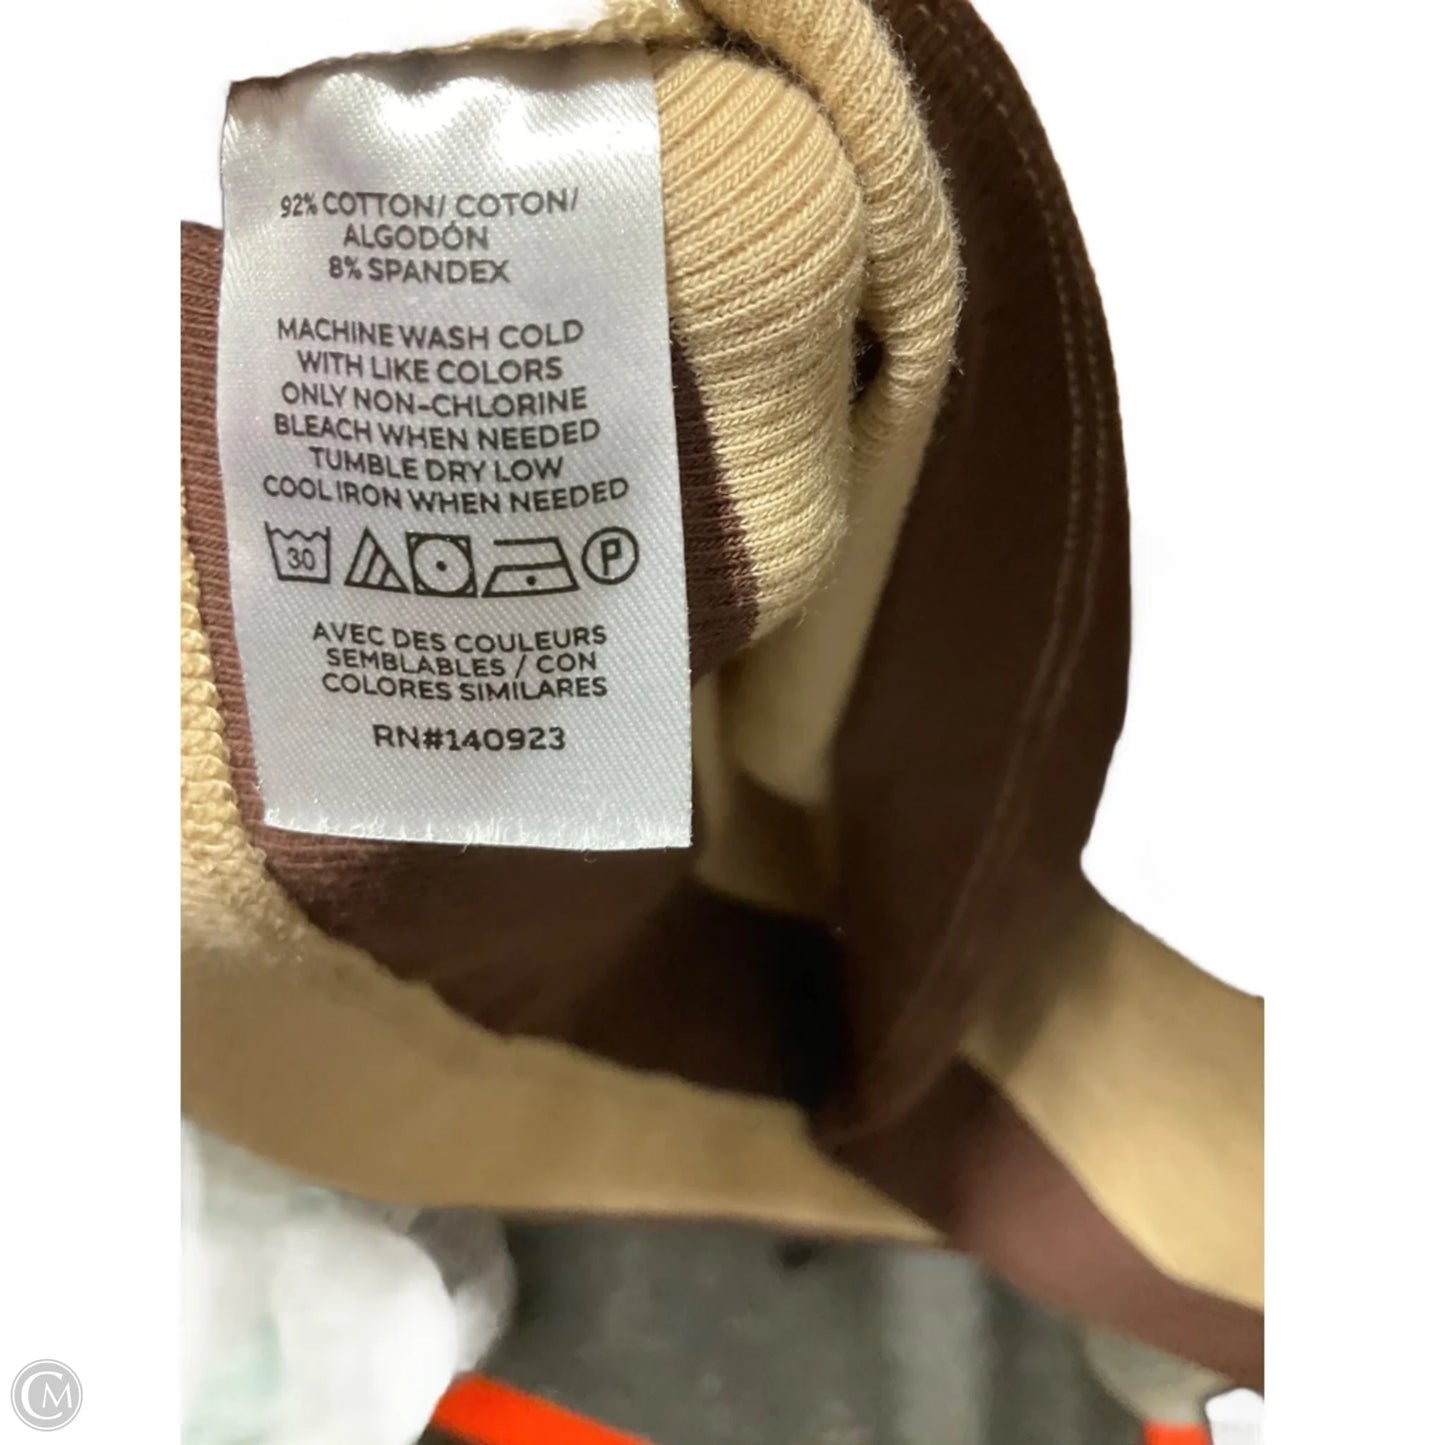 92% COTTON/ COTON/
ALGODÓN
8% SPANDEX
MACHINE WASH COLD
WITH LIKE COLORS
ONLY NON-CHLORINE
BLEACH WHEN NEEDED
TUMBLE DRY LOW
COOL IRON WHEN NEEDED
30 P
AVEC DES COULEURS
SEMBLABLES / CON
COLORES SIMILARES
RN#140923
CM